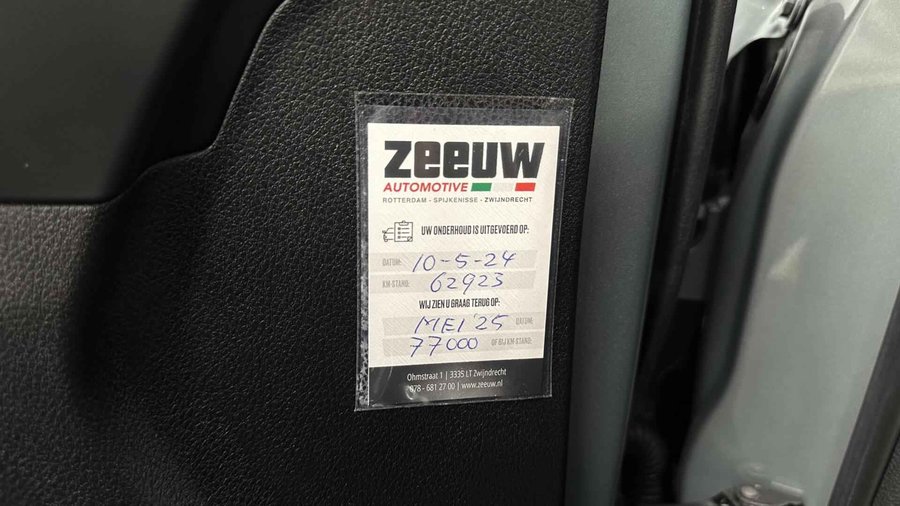 zeeuw
AUTOMOTIVE
ROTTERDAM - SPIJKENISSE - ZWIJNDRECHT
UW ONDERHOUD IS UITGEVOERD OP:
DATUM: 10-5-24
KM-STAND: 62923
WIJ ZIEN U GRAAG TERUG OP:
MEI '25 DATUM:
77000 OF BIJ KM-STAND:
Ohmstraat 1 | 3335 LT Zwijndrecht
078 - 681 27 00 | www.zeeuw.nl